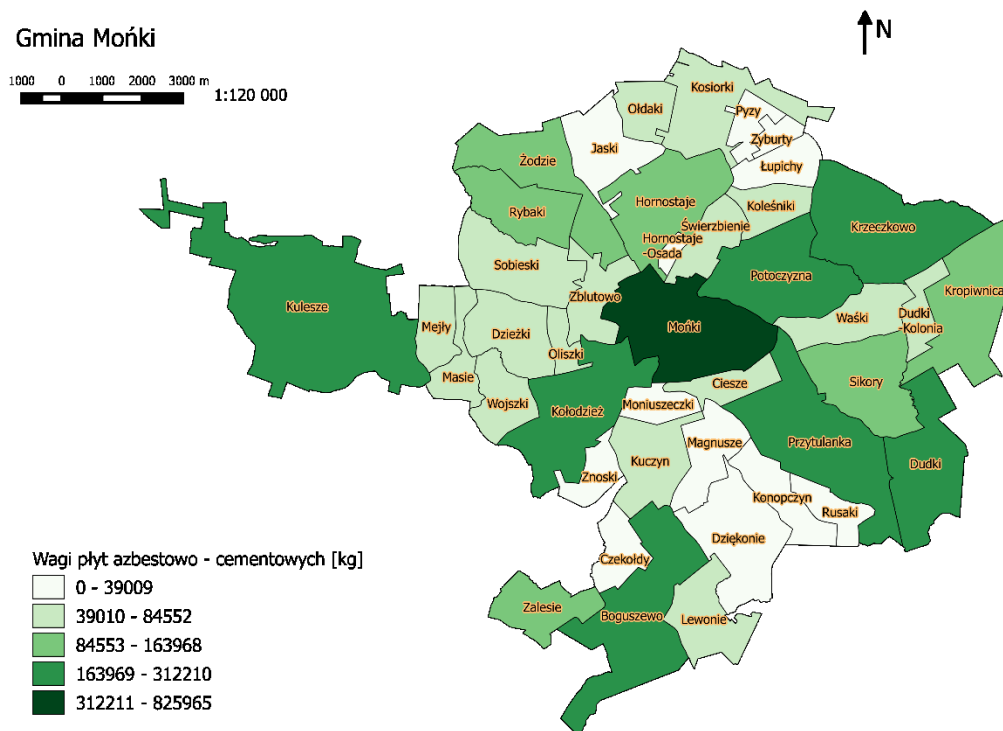 Gmina Mońki
N
1000 0 1000 2000 3000 m
1:120 000
Kosiorki
Ołdaki
Pyzy
Zyburty
Jaski
Łupichy
Żodzie
Hornostaje
Koleśniki
Rybaki
Świerzbienie
Krzeczkowo
Hornostaje
-Osada
Sobieski
Potoczyzna
Kropiwnica
Zblutowo
Kulesze
Waśki
Dudki
-Kolonia
Mejły
Dzieżki
Mońki
Oliszki
Masie
Ciesze
Sikory
Wojszki
Kołodzież
Moniuszeczki
Magnusze
Przytulanka
Kuczyn
Dudki
Znoski
Konopczyn
Rusaki
Dziękonie
Czekołdy
Zalesie
Boguszewo
Lewonie
Wagi płyt azbestowo - cementowych [kg]
0 - 39009
39010 - 84552
84553 - 163968
163969 - 312210
312211 - 825965